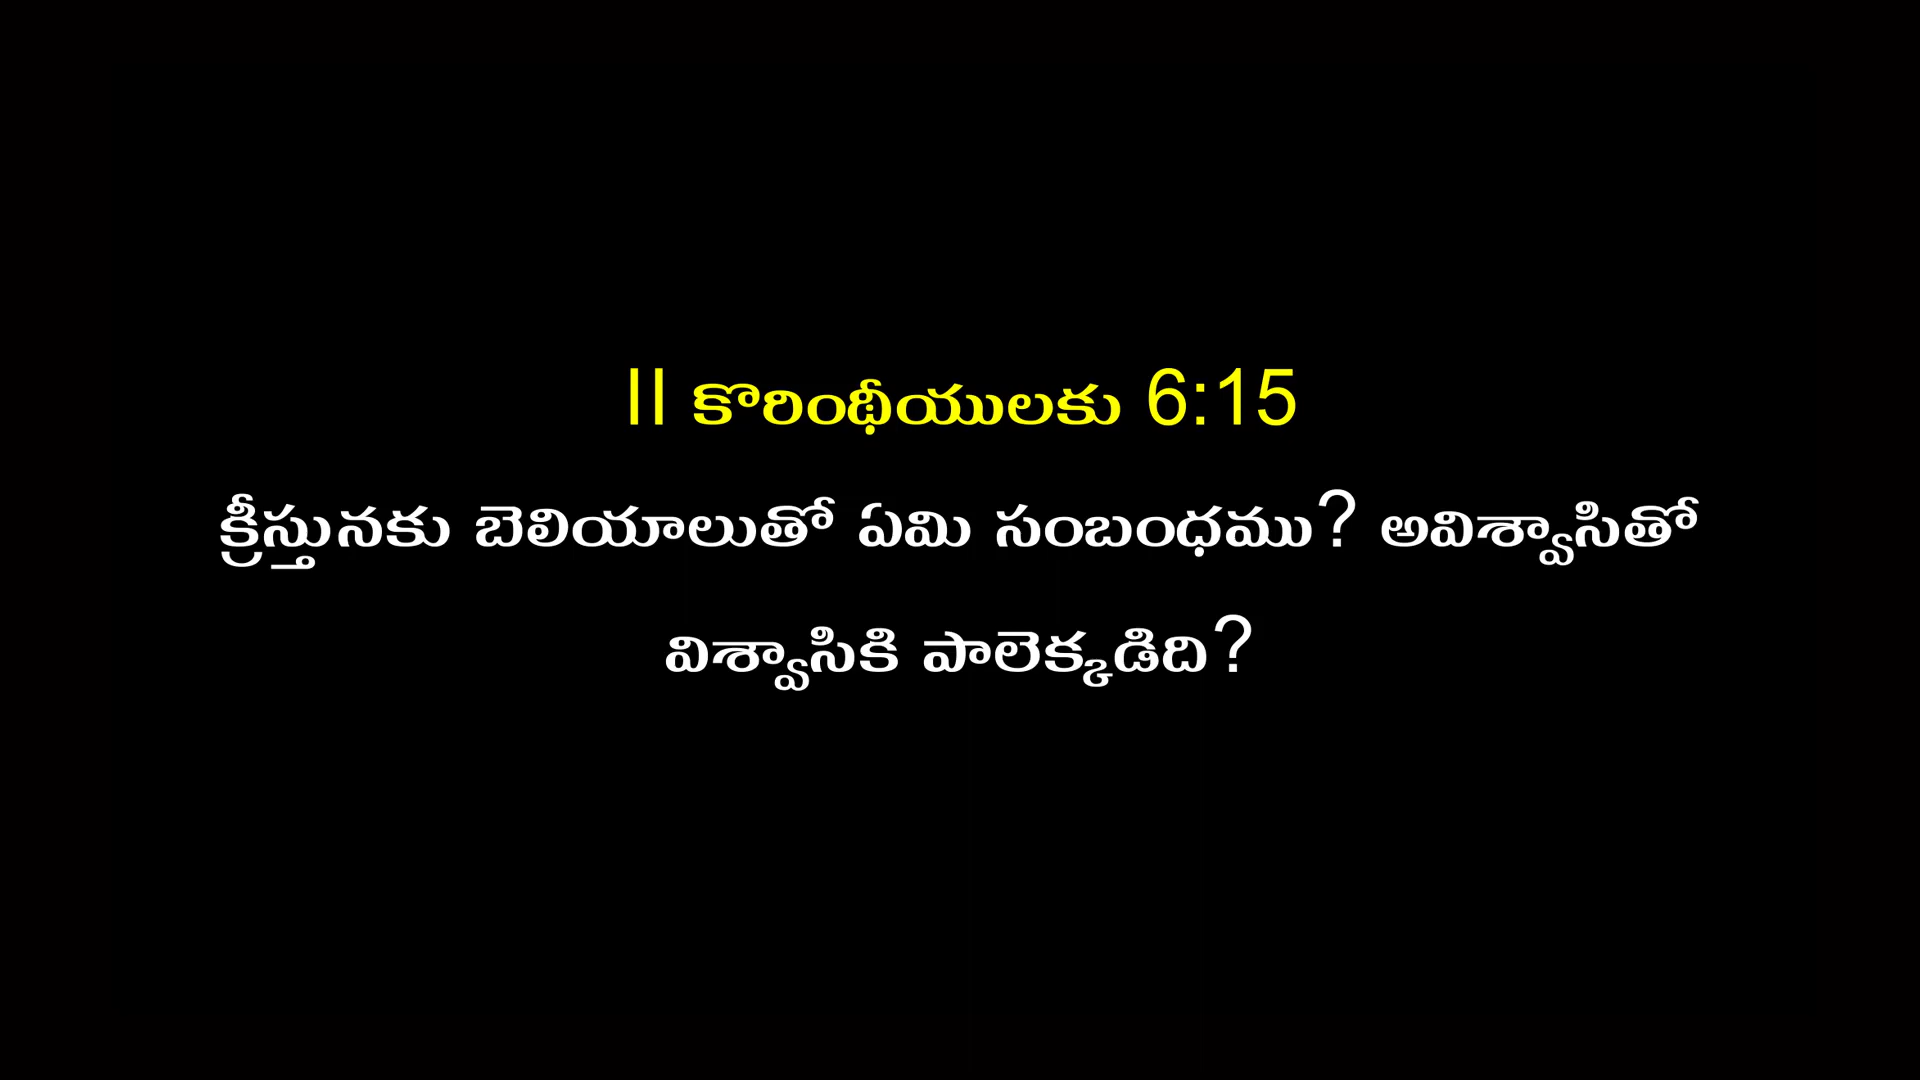 II కొరింథీయులకు 6:15
క్రీస్తునకు బెలియాలుతో ఏమి సంబంధము? అవిశ్వాసితో
విశ్వాసికి పాలెక్కడిది?